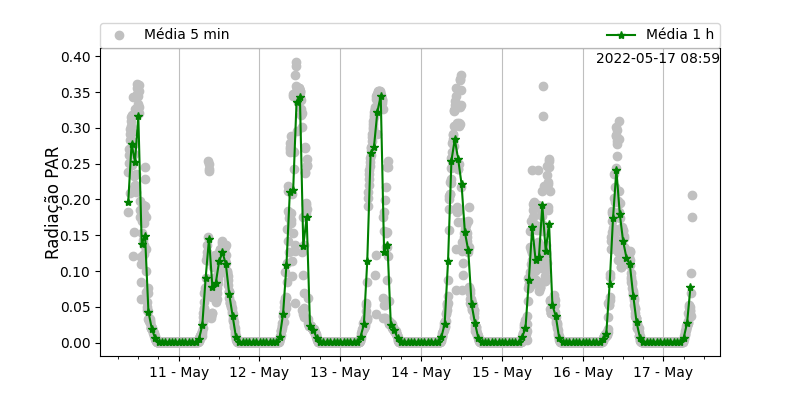 Média 5 min
Média 1 h
2022-05-17 08:59
Radiação PAR
0.40
0.35
0.30
0.25
0.20
0.15
0.10
0.05
0.00
11 - May
12 - May
13 - May
14 - May
15 - May
16 - May
17 - May